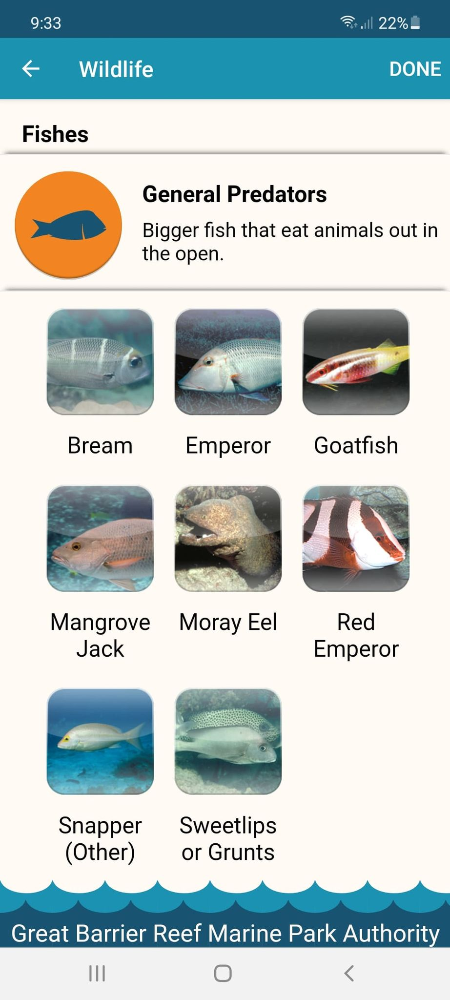 9:33
22%
Wildlife
DONE
Fishes
General Predators
Bigger fish that eat animals out in
the open.
Bream
Emperor
Goatfish
Mangrove
Jack
Moray Eel
Red
Emperor
Snapper
(Other)
Sweetlips
or Grunts
Great Barrier Reef Marine Park Authority